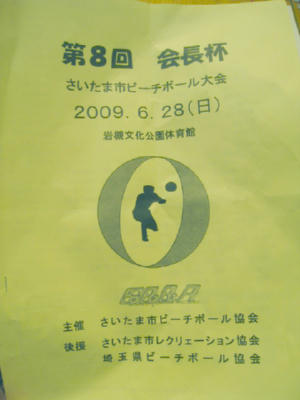 第8回 会長杯
さいたま市ビーチボール大会
2009. 6. 28(日)
岩槻文化公園体育館
主催 さいたま市ビーチボール協会
後援 さいたま市レクリェーション協会
埼玉県ビーチボール協会